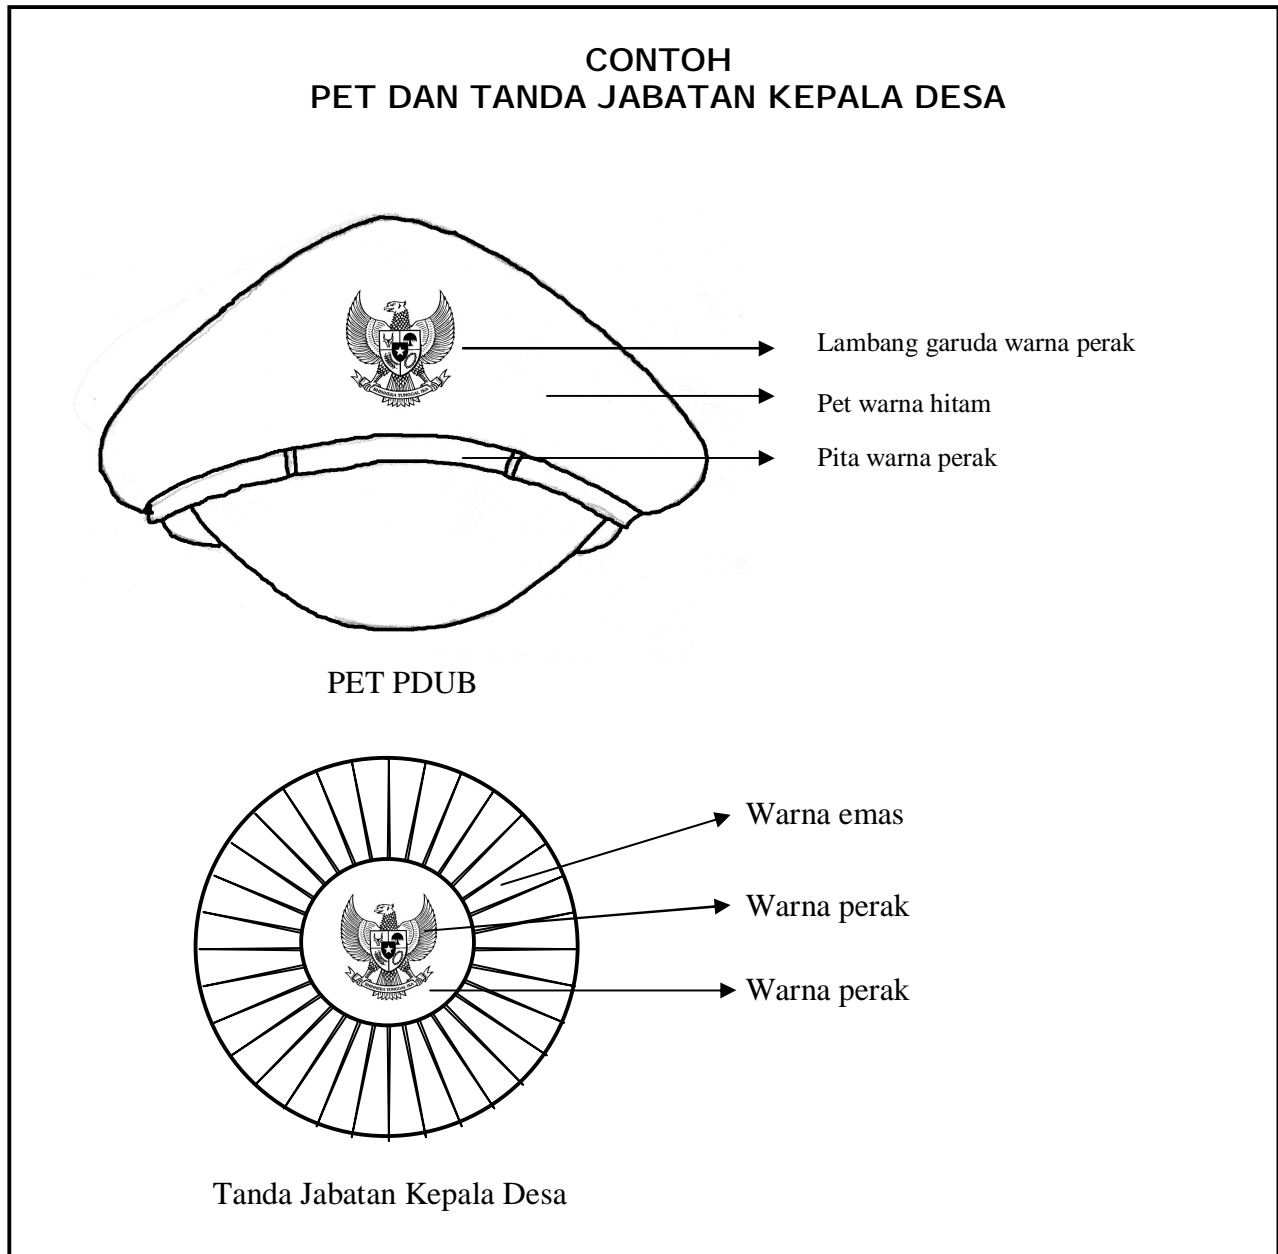 CONTOH
PET DAN TANDA JABATAN KEPALA DESA
Lambang garuda warna perak
Pet warna hitam
Pita warna perak
PET PDUB
Warna emas
Warna perak
Warna perak
Tanda Jabatan Kepala Desa